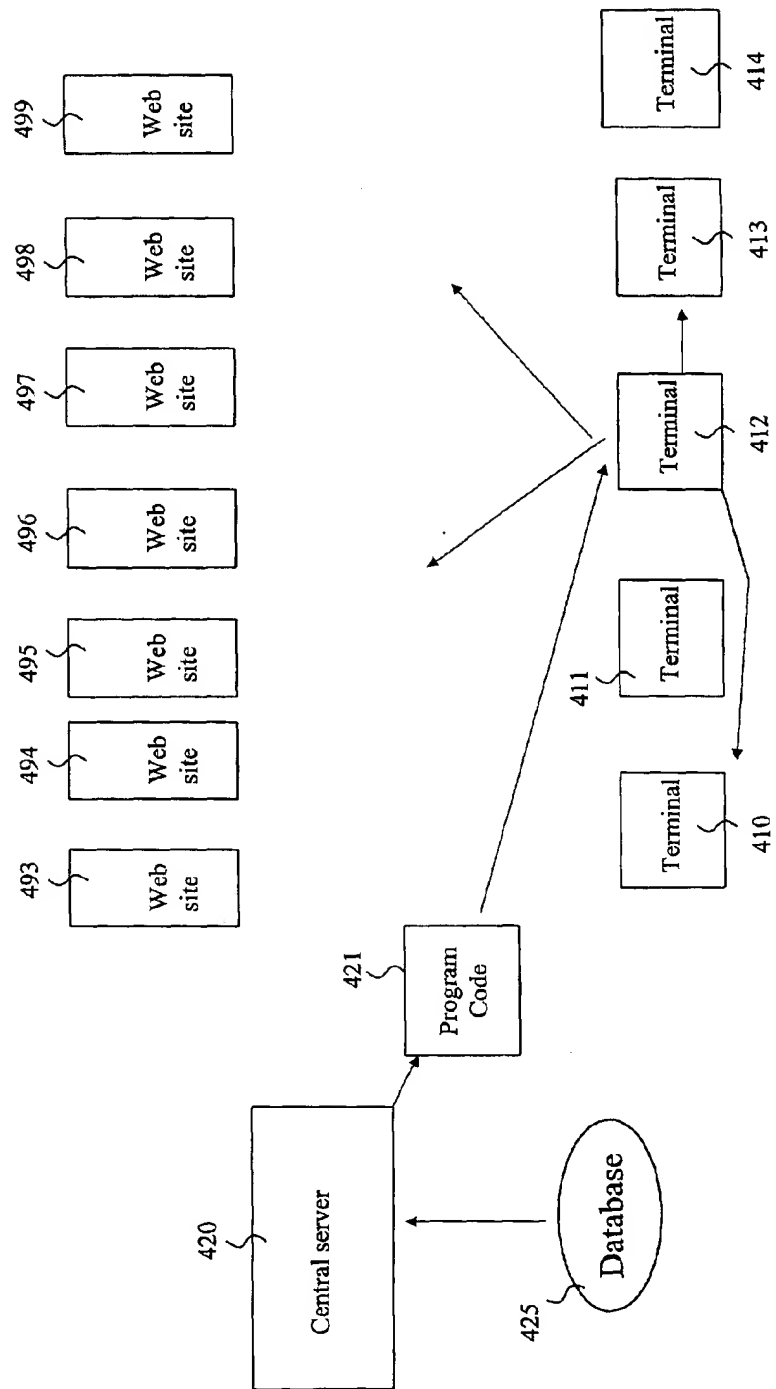 493
494
495
496
497
498
499
Web
site
Web
site
Web
site
Web
site
Web
site
Web
site
Web
site
420
Central server
421
Program
Code
425
Database
411
Terminal
Terminal
Terminal
Terminal
Terminal
410
412
413
414